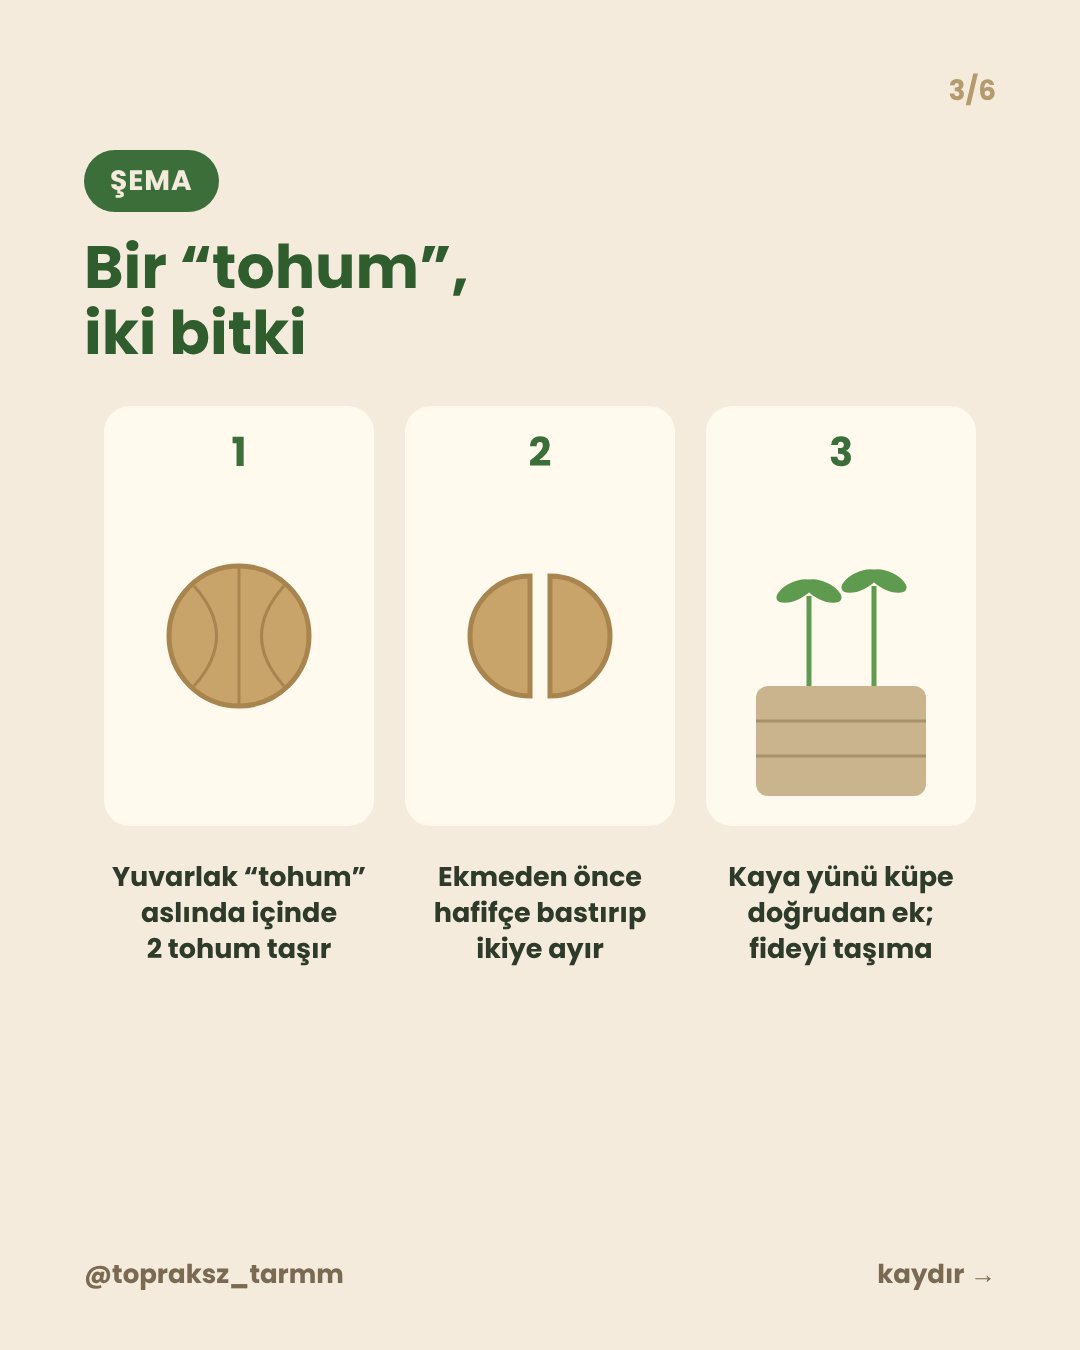 3/6
ŞEMA
Bir “tohum”,
iki bitki
1
2
3
Yuvarlak “tohum”
aslında içinde
2 tohum taşır
Ekmeden önce
hafifçe bastırıp
ikiye ayır
Kaya yünü küpe
doğrudan ek;
fideyi taşıma
@topraksz_tarmm
kaydır →